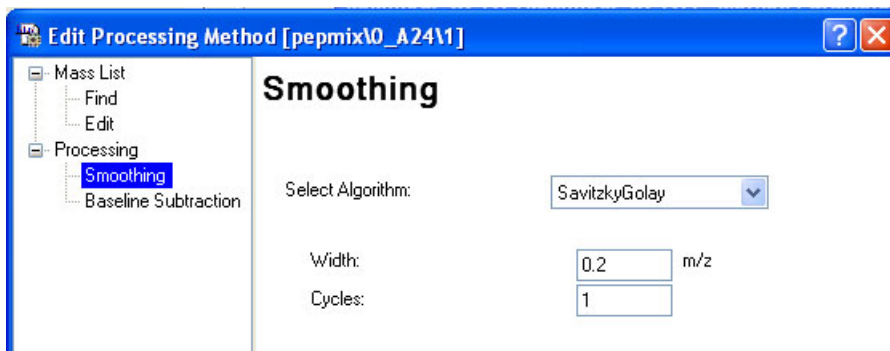 Edit Processing Method [pepmix\0_A24\1]
Mass List
Find
Edit
Processing
Smoothing
Baseline Subtraction
Smoothing
Select Algorithm: SavitzkyGolay
Width: 0.2 m/z
Cycles: 1